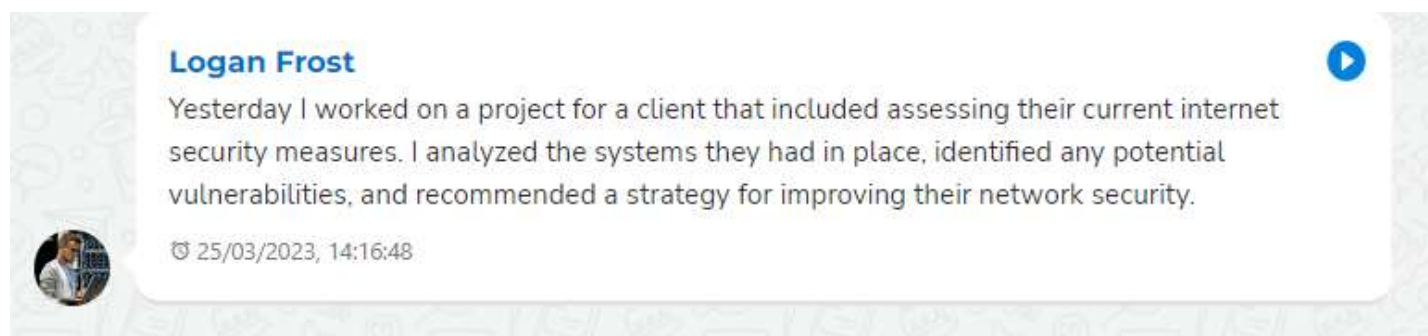 Logan Frost
Yesterday I worked on a project for a client that included assessing their current internet
security measures. I analyzed the systems they had in place, identified any potential
vulnerabilities, and recommended a strategy for improving their network security.
25/03/2023, 14:16:48